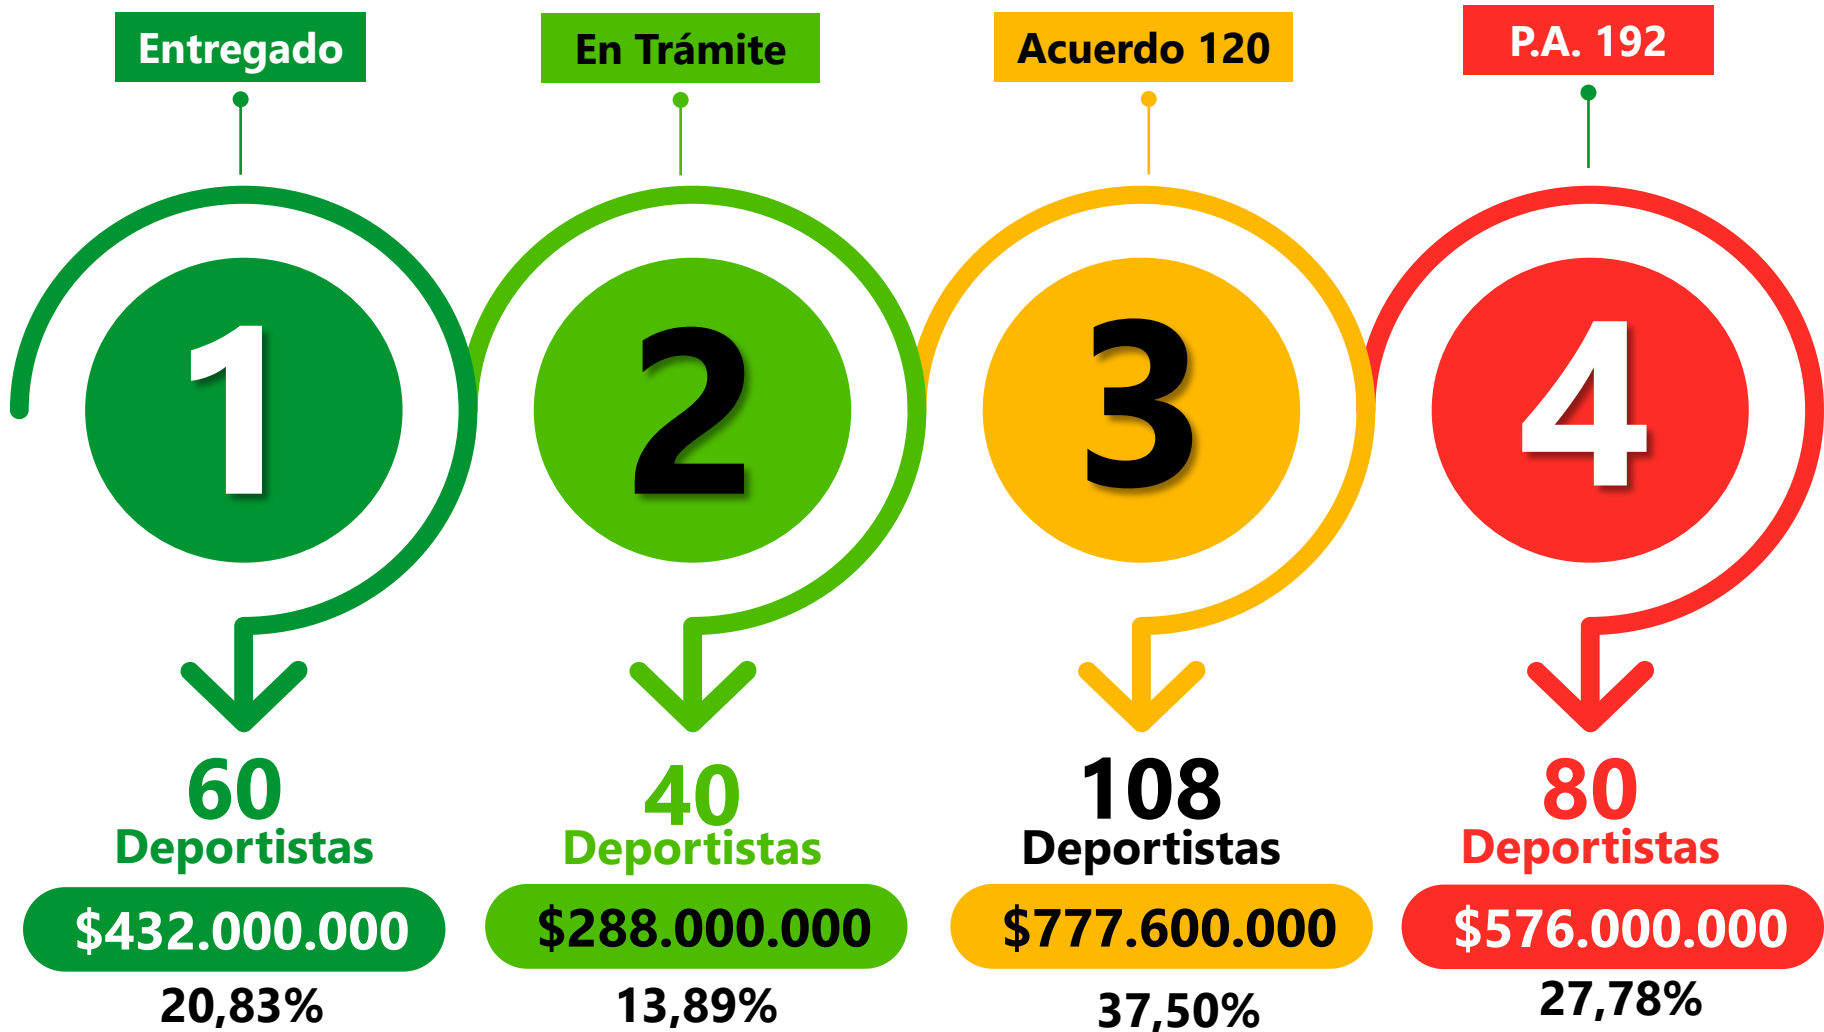 Entregado
En Trámite
Acuerdo 120
P.A. 192
1
2
3
4
60
Deportistas
$432.000.000
20,83%
40
Deportistas
$288.000.000
13,89%
108
Deportistas
$777.600.000
37,50%
80
Deportistas
$576.000.000
27,78%